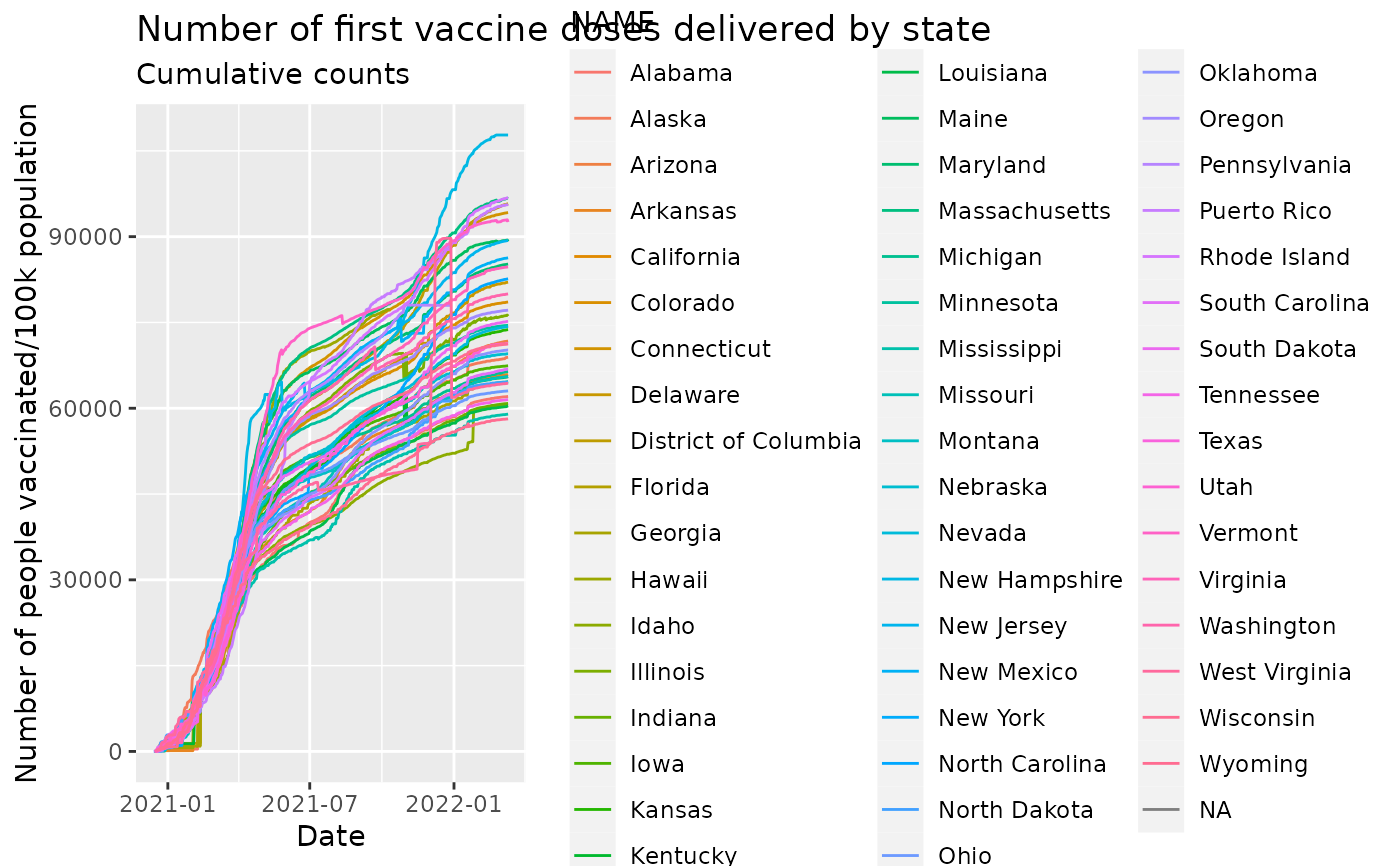 Number of first vaccine doses delivered by state
Cumulative counts
Number of people vaccinated/100k population
90000
60000
30000
0
2021-01
2021-07
2022-01
Date
NAME
Alabama
Alaska
Arizona
Arkansas
California
Colorado
Connecticut
Delaware
District of Columbia
Florida
Georgia
Hawaii
Idaho
Illinois
Indiana
Iowa
Kansas
Kentucky
Louisiana
Maine
Maryland
Massachusetts
Michigan
Minnesota
Mississippi
Missouri
Montana
Nebraska
Nevada
New Hampshire
New Jersey
New Mexico
New York
North Carolina
North Dakota
Ohio
Oklahoma
Oregon
Pennsylvania
Puerto Rico
Rhode Island
South Carolina
South Dakota
Tennessee
Texas
Utah
Vermont
Virginia
Washington
West Virginia
Wisconsin
Wyoming
NA